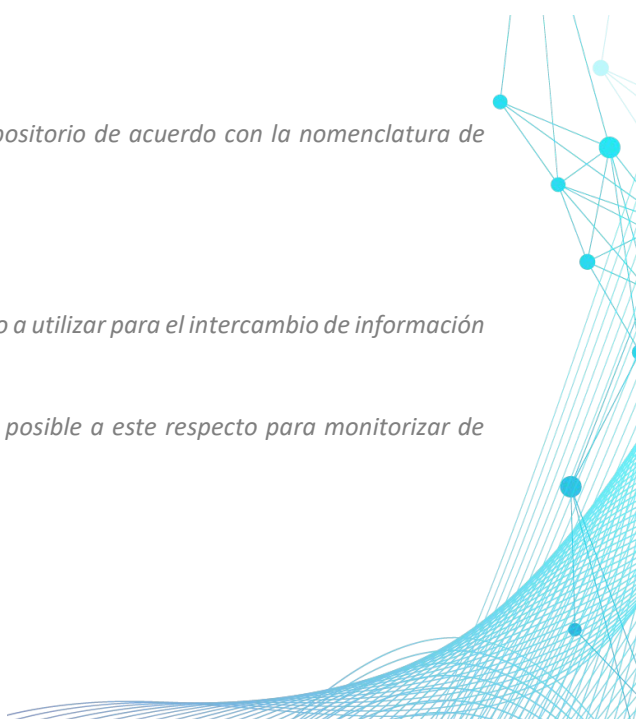 positorio de acuerdo con la nomenclatura de
o a utilizar para el intercambio de información
posible a este respecto para monitorizar de